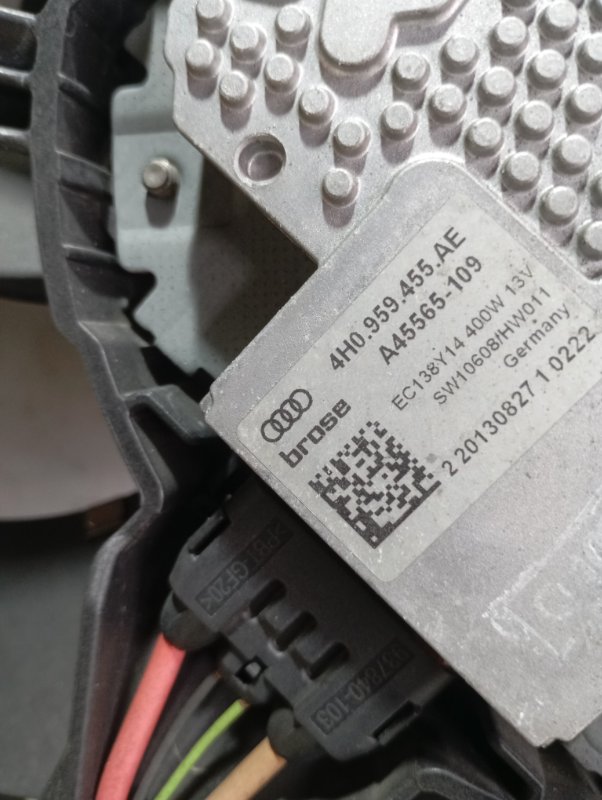 4H0.959.455.AE
A45565-109
EC138Y14 400W 13V
SW10608/HW011
Germany
2 20130827 1 0222
brose